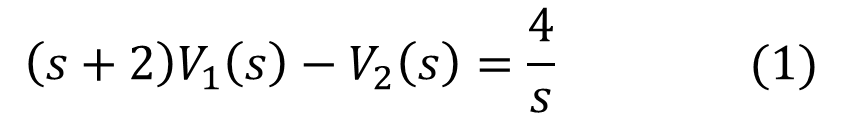 (s + 2)V₁(s) − V₂(s) = 4/s (1)